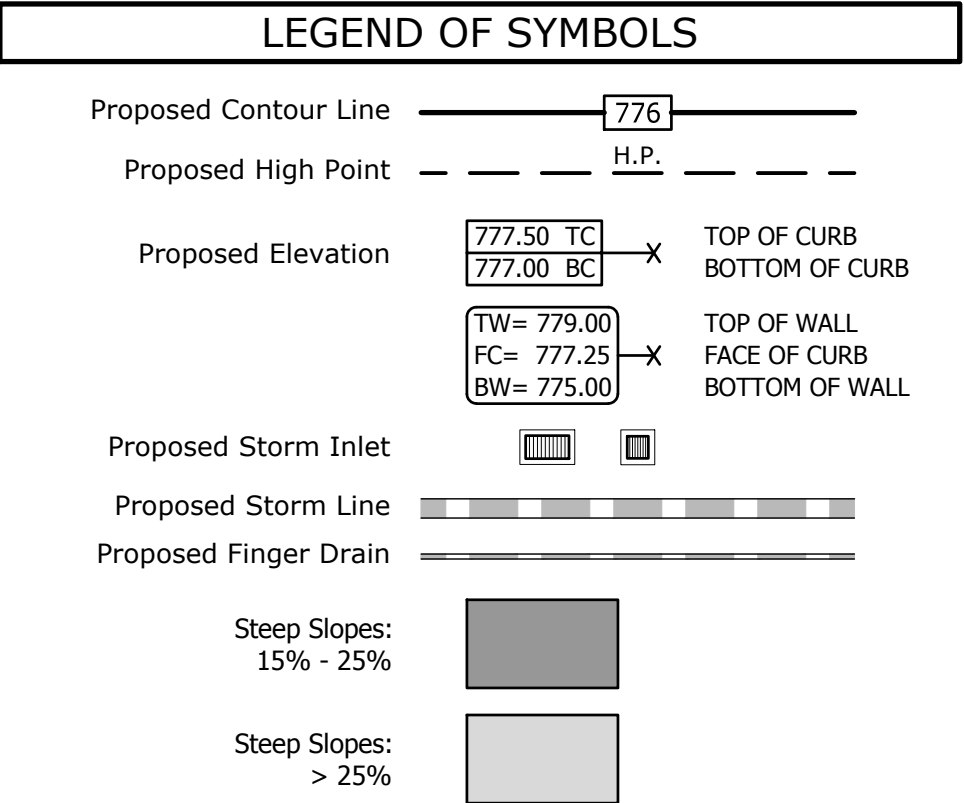 LEGEND OF SYMBOLS
Proposed Contour Line 776
Proposed High Point H.P.
Proposed Elevation
777.50 TC TOP OF CURB
777.00 BC BOTTOM OF CURB
TW= 779.00 TOP OF WALL
FC= 777.25 FACE OF CURB
BW= 775.00 BOTTOM OF WALL
Proposed Storm Inlet
Proposed Storm Line
Proposed Finger Drain
Steep Slopes:
15% - 25%
Steep Slopes:
> 25%